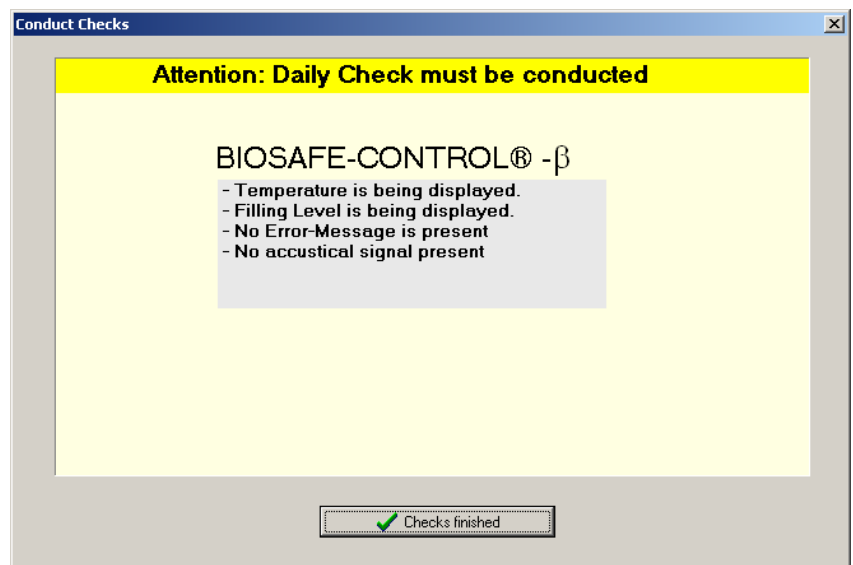 Conduct Checks
Attention: Daily Check must be conducted
BIOSAFE-CONTROL® -β
- Temperature is being displayed.
- Filling Level is being displayed.
- No Error-Message is present
- No accustical signal present
Checks finished